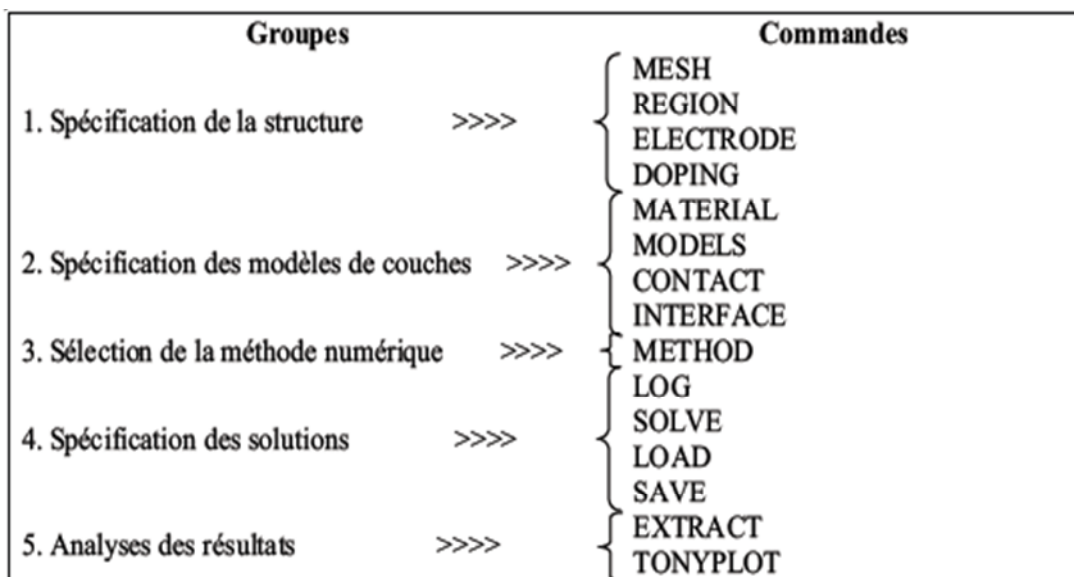 Groupes Commandes
MESH
REGION
1. Spécification de la structure >>>>
ELECTRODE
DOPING
MATERIAL
MODELS
2. Spécification des modèles de couches >>>>
CONTACT
INTERFACE
3. Sélection de la méthode numérique >>>> METHOD
LOG
SOLVE
4. Spécification des solutions >>>>
LOAD
SAVE
EXTRACT
5. Analyses des résultats >>>>
TONYPLOT